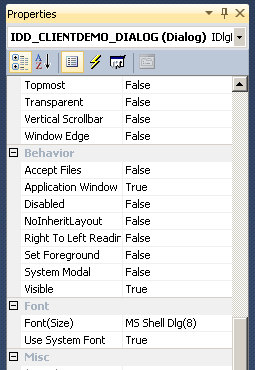 Properties
IDD_CLIENTDEMO_DIALOG (Dialog) IDlg
Topmost False
Transparent False
Vertical Scrollbar False
Window Edge False
Behavior
Accept Files False
Application Window True
Disabled False
NoInheritLayout False
Right To Left Readin False
Set Foreground False
System Modal False
Visible True
Font
Font(Size) MS Shell Dlg(8)
Use System Font True
Misc